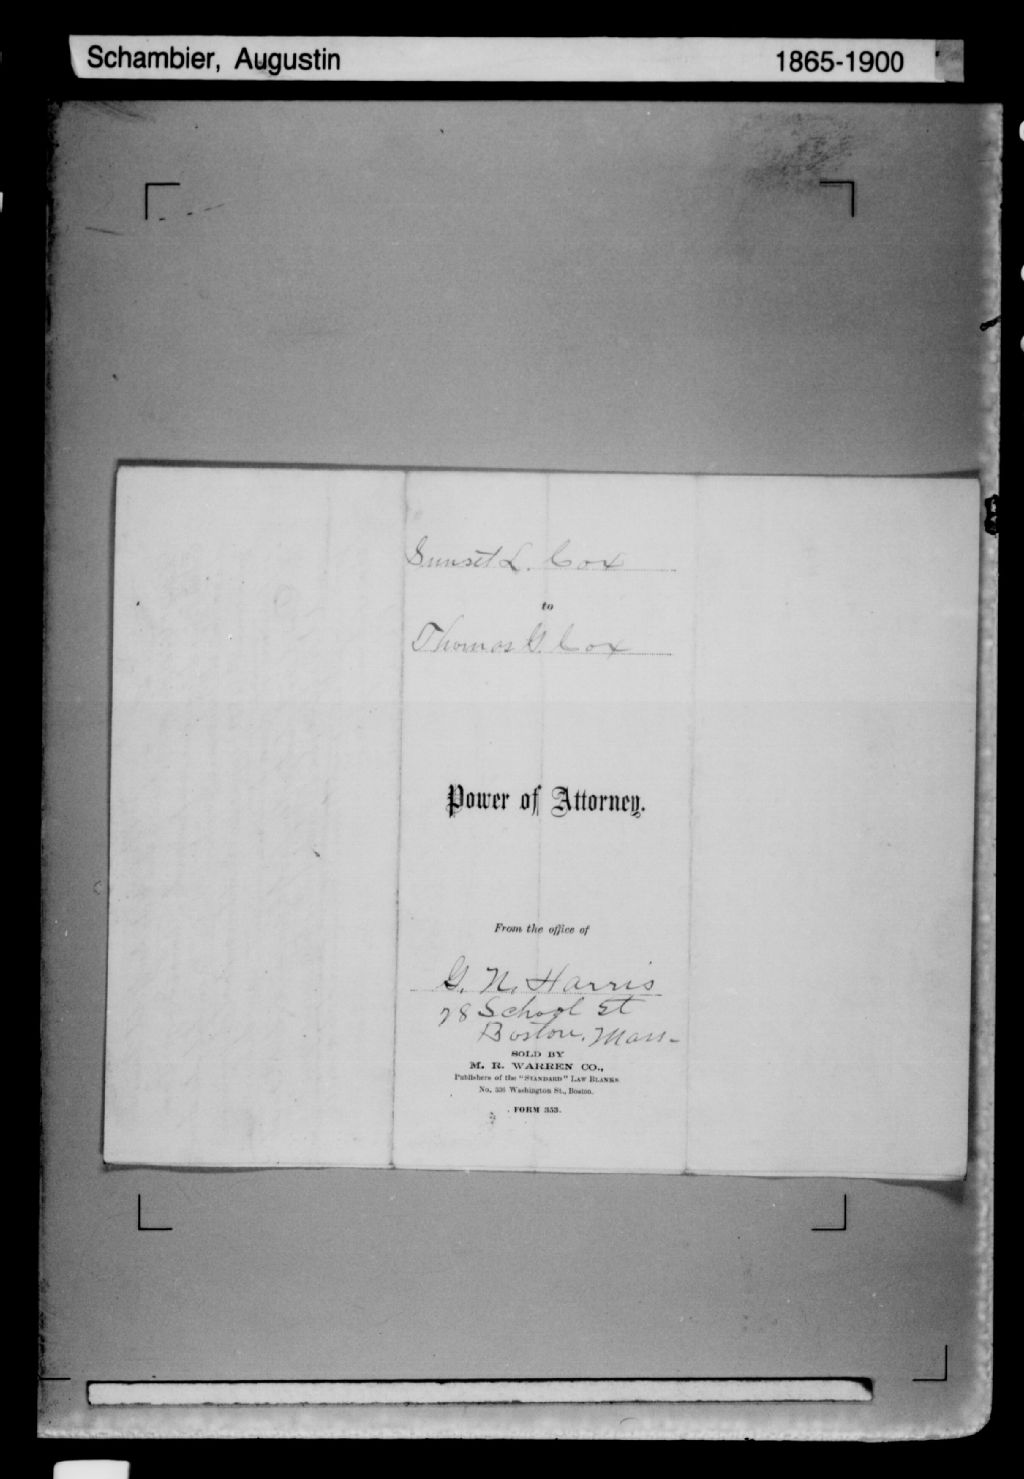 Schambier, Augustin 1865-1900
Sunset L. Cox
to
Thomas G. Cox
Power of Attorney.
From the office of
G. N. Harris
28 School St
Boston, Mass-
SOLD BY
M. R. WARREN CO.,
Publishers of the "STANDARD" LAW BLANKS
No. 336 Washington St., Boston.
FORM 353.